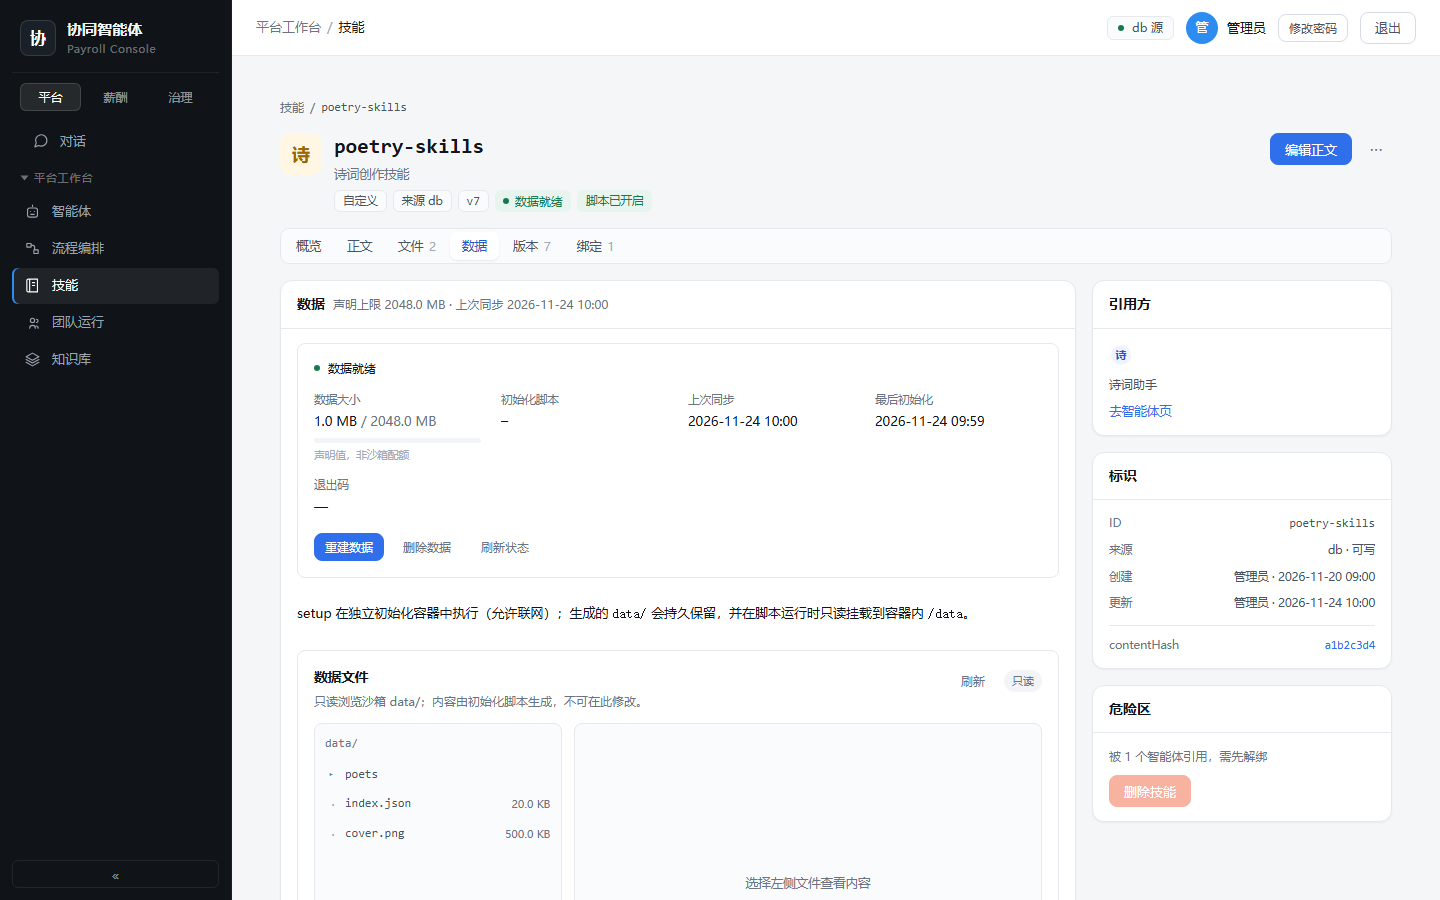 协
协同智能体
Payroll Console
平台 薪酬 治理
对话
平台工作台
智能体
流程编排
技能
团队运行
知识库
«
平台工作台 / 技能
db 源
管
管理员
修改密码
退出
技能 / poetry-skills
诗
poetry-skills
诗词创作技能
自定义 来源 db v7 数据就绪 脚本已开启
编辑正文
···
概览 正文 文件 2 数据 版本 7 绑定 1
数据 声明上限 2048.0 MB · 上次同步 2026-11-24 10:00
数据就绪
数据大小 初始化脚本 上次同步 最后初始化
1.0 MB / 2048.0 MB – 2026-11-24 10:00 2026-11-24 09:59
声明值，非沙箱配额
退出码
—
重建数据 删除数据 刷新状态
setup 在独立初始化容器中执行（允许联网）；生成的 data/ 会持久保留，并在脚本运行时只读挂载到容器内 /data。
数据文件
只读浏览沙箱 data/；内容由初始化脚本生成，不可在此修改。
刷新 只读
data/
▸ poets
· index.json 20.0 KB
· cover.png 500.0 KB
选择左侧文件查看内容
引用方
诗
诗词助手
去智能体页
标识
ID poetry-skills
来源 db · 可写
创建 管理员 · 2026-11-20 09:00
更新 管理员 · 2026-11-24 10:00
contentHash a1b2c3d4
危险区
被 1 个智能体引用，需先解绑
删除技能